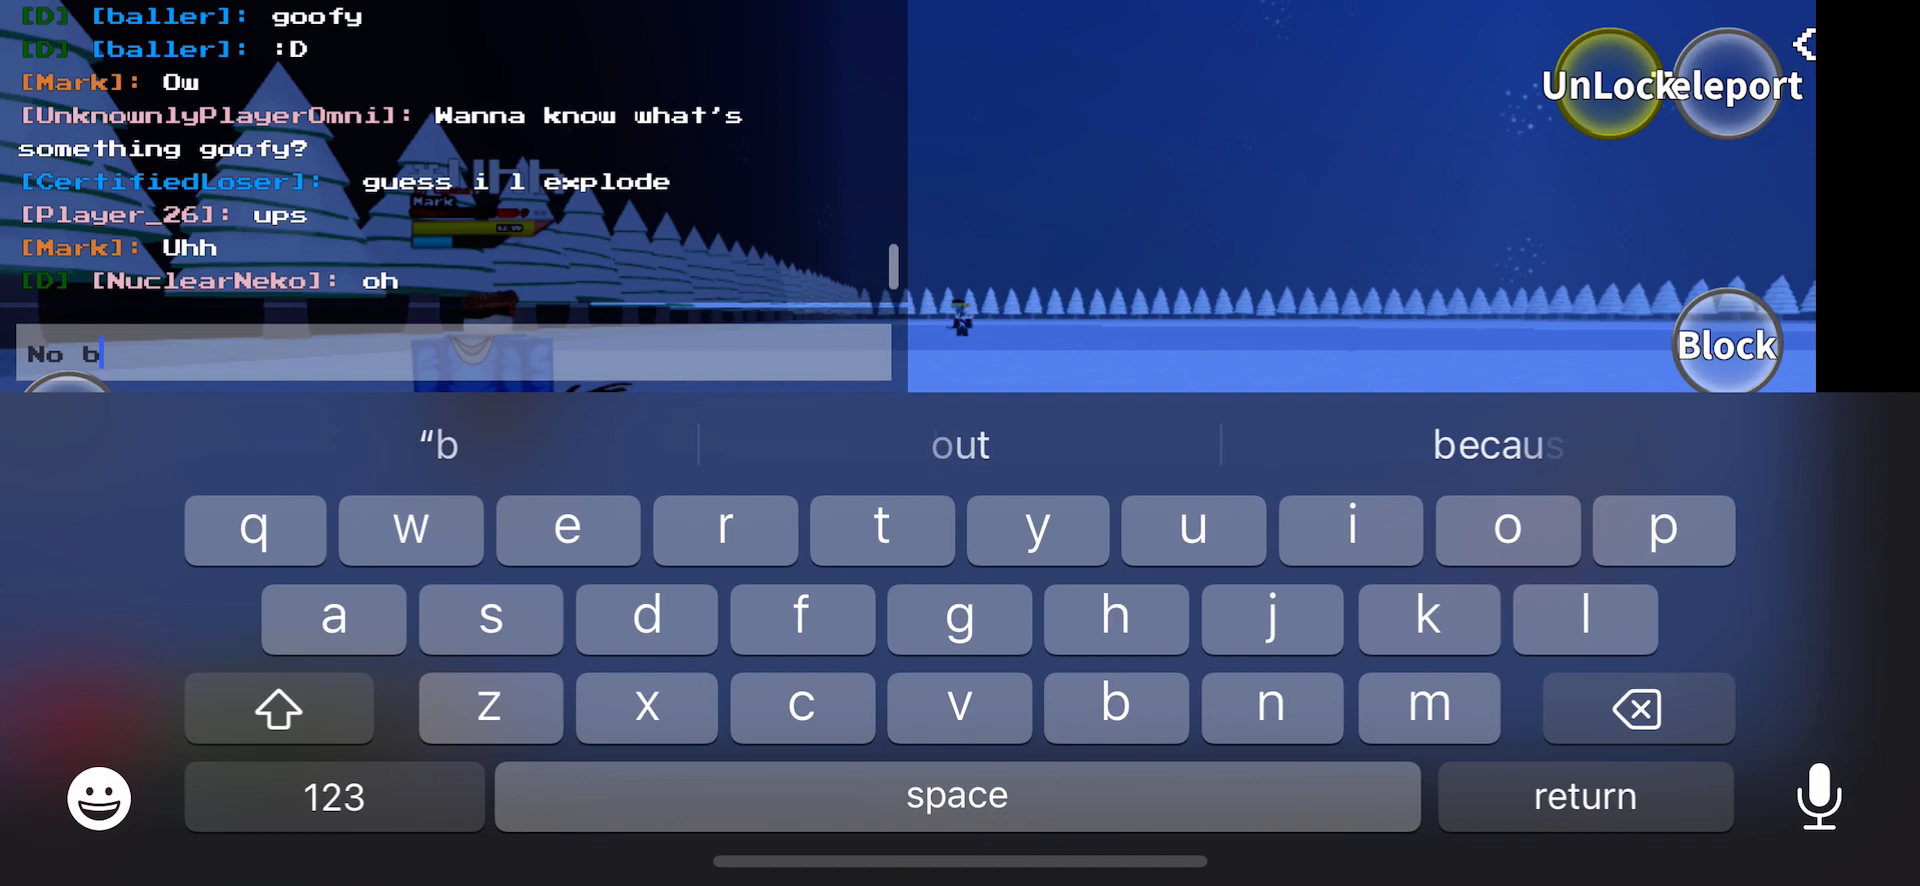 [D] [baller]: goofy
[D] [baller]: :D
[Mark]: Ow
[UnknownlyPlayerOmni]: Wanna know what's
something goofy?
[CertifiedLoser]: guess i l explode
[Player_26]: ups
[Mark]: Uhh
[D] [NuclearNeko]: oh
Uhh
Mark
No b
UnLock
eleport
Block
“b out becaus
q w e r t y u i o p
a s d f g h j k l
z x c v b n m
123 space return